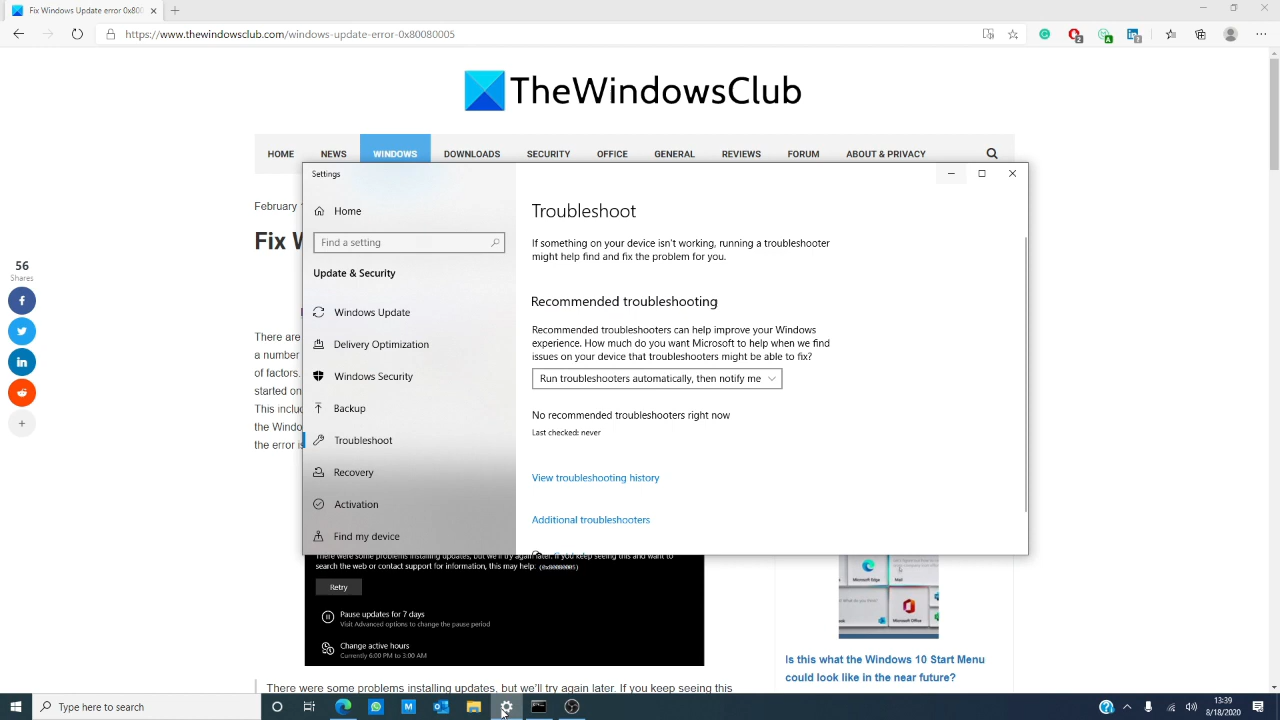 Fix Windows Update error 0x800
https://www.thewindowsclub.com/windows-update-error-0x80080005
TheWindowsClub
HOME NEWS WINDOWS DOWNLOADS SECURITY OFFICE GENERAL REVIEWS FORUM ABOUT & PRIVACY
Settings
Home
Find a setting
Update & Security
Windows Update
Delivery Optimization
Windows Security
Backup
Troubleshoot
Recovery
Activation
Find my device
Troubleshoot
If something on your device isn't working, running a troubleshooter
might help find and fix the problem for you.
Recommended troubleshooting
Recommended troubleshooters can help improve your Windows
experience. How much do you want Microsoft to help when we find
issues on your device that troubleshooters might be able to fix?
Run troubleshooters automatically, then notify me
No recommended troubleshooters right now
Last checked: never
View troubleshooting history
Additional troubleshooters
56
Shares
February
Fix W
There are
a number
of factors.
started on
This inclu
the Windo
the error is
There were some problems installing updates, but we'll try again later. If you keep seeing this and want to
search the web or contact support for information, this may help: (0x80080005)
Retry
Pause updates for 7 days
Visit Advanced options to change the pause period
Change active hours
Currently 6:00 PM to 3:00 AM
There were some problems installing updates, but we'll try again later. If you keep seeing this
Microsoft Edge
Mail
Microsoft Office
Is this what the Windows 10 Start Menu
could look like in the near future?
Type here to search
13:39
8/18/2020